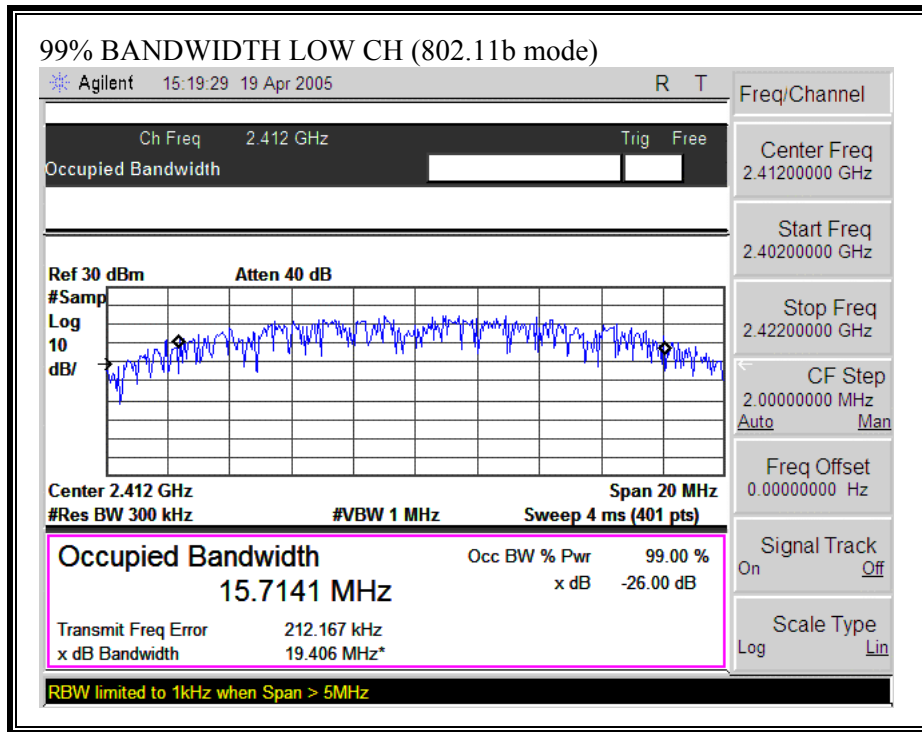 99% BANDWIDTH LOW CH (802.11b mode)
Agilent 15:19:29 19 Apr 2005 R T
Freq/Channel
Ch Freq 2.412 GHz Trig Free
Occupied Bandwidth
Center Freq
2.41200000 GHz
Start Freq
2.40200000 GHz
Ref 30 dBm Atten 40 dB
#Samp
Log
10
dB/
Stop Freq
2.42200000 GHz
CF Step
2.00000000 MHz
Auto Man
Freq Offset
0.00000000 Hz
Center 2.412 GHz Span 20 MHz
#Res BW 300 kHz #VBW 1 MHz Sweep 4 ms (401 pts)
Occupied Bandwidth Occ BW % Pwr 99.00 %
15.7141 MHz x dB -26.00 dB
Signal Track
On Off
Transmit Freq Error 212.167 kHz
x dB Bandwidth 19.406 MHz*
Scale Type
Log Lin
RBW limited to 1kHz when Span > 5MHz